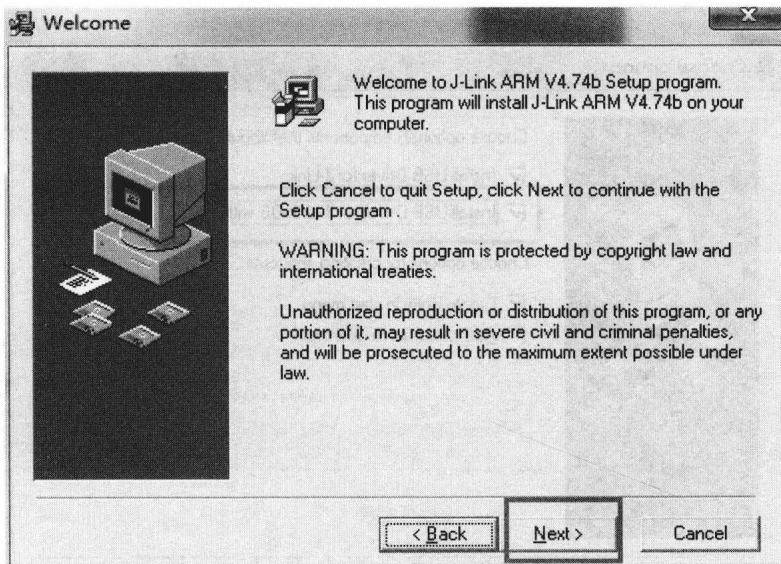 Welcome
Welcome to J-Link ARM V4.74b Setup program.
This program will install J-Link ARM V4.74b on your
computer.
Click Cancel to quit Setup, click Next to continue with the
Setup program.
WARNING: This program is protected by copyright law and
international treaties.
Unauthorized reproduction or distribution of this program, or any
portion of it, may result in severe civil and criminal penalties,
and will be prosecuted to the maximum extent possible under
law.
< Back
Next >
Cancel